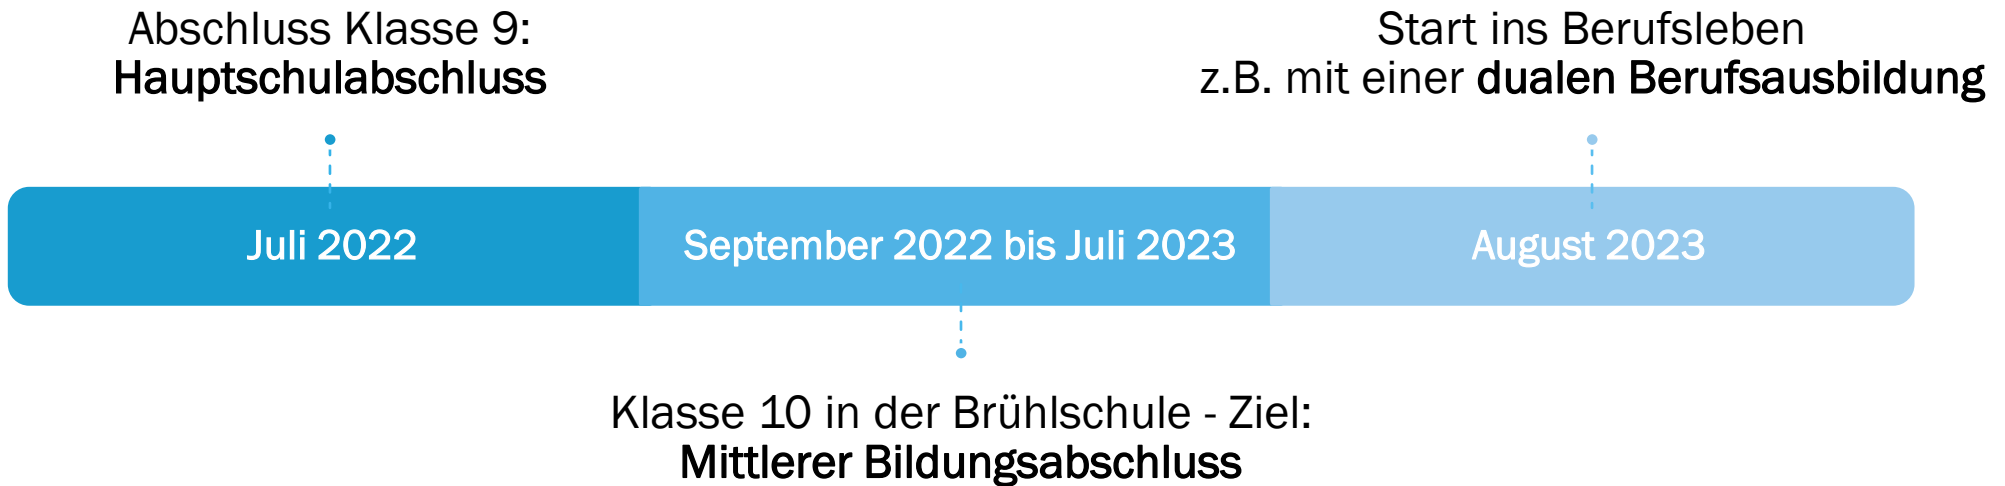 Abschluss Klasse 9:
Hauptschulabschluss
Start ins Berufsleben
z.B. mit einer dualen Berufsausbildung
Juli 2022
September 2022 bis Juli 2023
August 2023
Klasse 10 in der Brühlschule - Ziel:
Mittlerer Bildungsabschluss